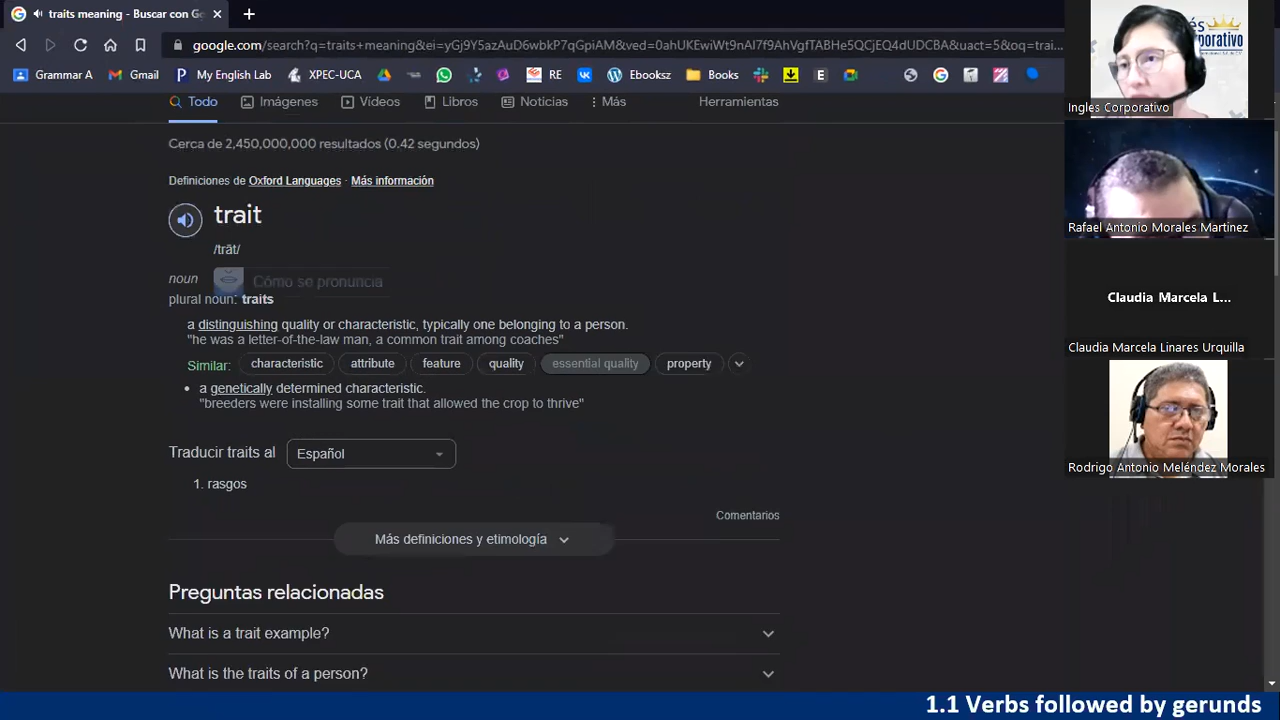 traits meaning - Buscar con Go
google.com/search?q=traits+meaning&ei=yGj9Y5azL6D6wbkP7qGpiAM&ved=0ahUKEwiWt9nAl7f9AhVgfTABHe5QCjEQ4dUDCBA&uact=5&oq=trai...
Grammar A
Gmail
My English Lab
XPEC-UCA
RE
Ebooksz
Books
Todo
Imágenes
Videos
Libros
Noticias
Más
Herramientas
Cerca de 2,450,000,000 resultados (0.42 segundos)
Definiciones de Oxford Languages · Más información
trait
/trāt/
noun
Cómo se pronuncia
plural noun: traits
a distinguishing quality or characteristic, typically one belonging to a person.
"he was a letter-of-the-law man, a common trait among coaches"
Similar:
characteristic
attribute
feature
quality
essential quality
property
• a genetically determined characteristic.
"breeders were installing some trait that allowed the crop to thrive"
Traducir traits al
Español
1. rasgos
Comentarios
Más definiciones y etimología
Preguntas relacionadas
What is a trait example?
What is the traits of a person?
és
orporativo
Ingles Corporativo
Rafael Antonio Morales Martinez
Claudia Marcela L...
Claudia Marcela Linares Urquilla
Rodrigo Antonio Meléndez Morales
1.1 Verbs followed by gerunds